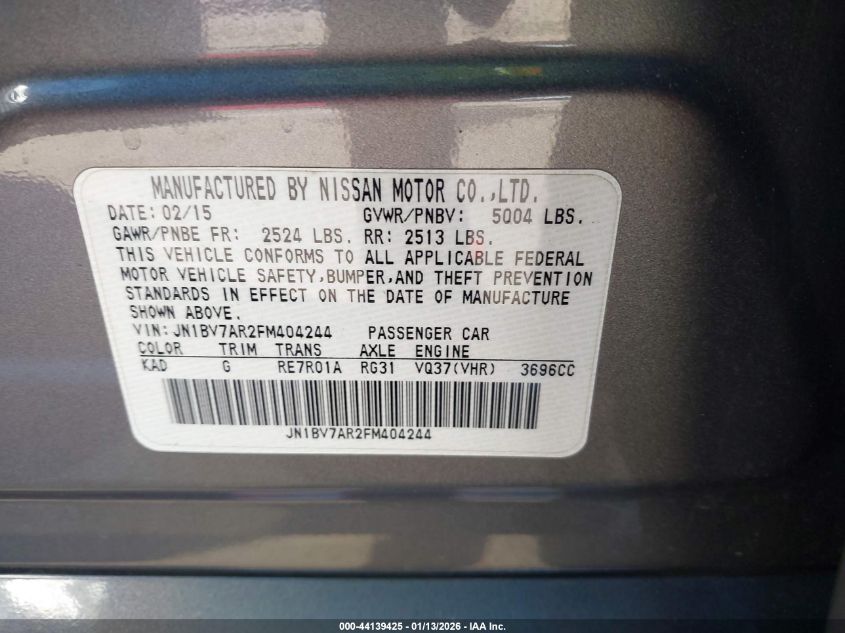 MANUFACTURED BY NISSAN MOTOR CO.,LTD.
DATE: 02/15 GVWR/PNBV: 5004 LBS.
GAWR/PNBE FR: 2524 LBS. RR: 2513 LBS.
THIS VEHICLE CONFORMS TO ALL APPLICABLE FEDERAL
MOTOR VEHICLE SAFETY,BUMPER,AND THEFT PREVENTION
STANDARDS IN EFFECT ON THE DATE OF MANUFACTURE
SHOWN ABOVE.
VIN: JN1BV7AR2FM404244 PASSENGER CAR
COLOR TRIM TRANS AXLE ENGINE
KAD G RE7R01A RG31 VQ37(VHR) 3696CC
JN1BV7AR2FM404244
000-44139425 - 01/13/2026 - IAA Inc.